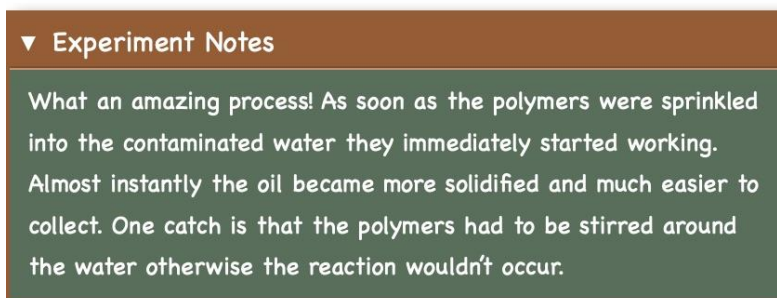 ▼ Experiment Notes
What an amazing process! As soon as the polymers were sprinkled
into the contaminated water they immediately started working.
Almost instantly the oil became more solidified and much easier to
collect. One catch is that the polymers had to be stirred around
the water otherwise the reaction wouldn't occur.